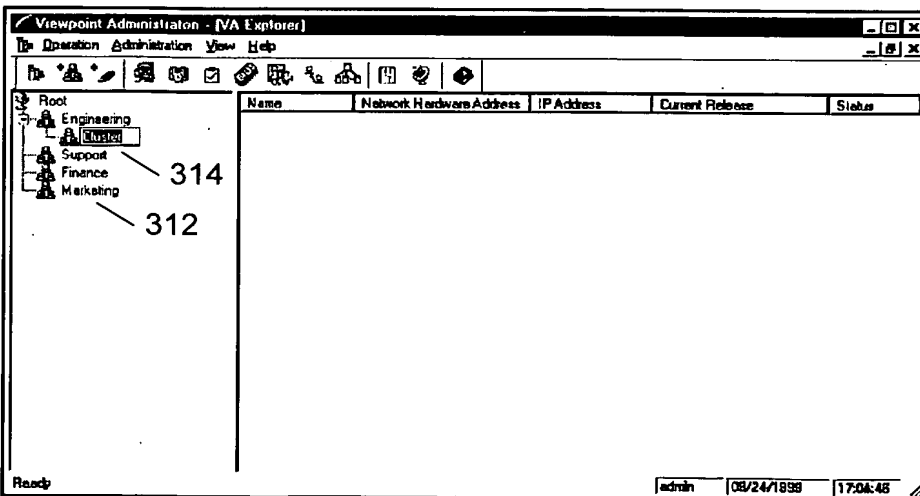 Viewpoint Administraton - [VA Explorer]
Operation Administration View Help
Root
Engineering
Cluster
Support
Finance
Marketing
314
312
Name Network Hardware Address IP Address Current Release Status
Ready admin 08/24/1999 17:04:46